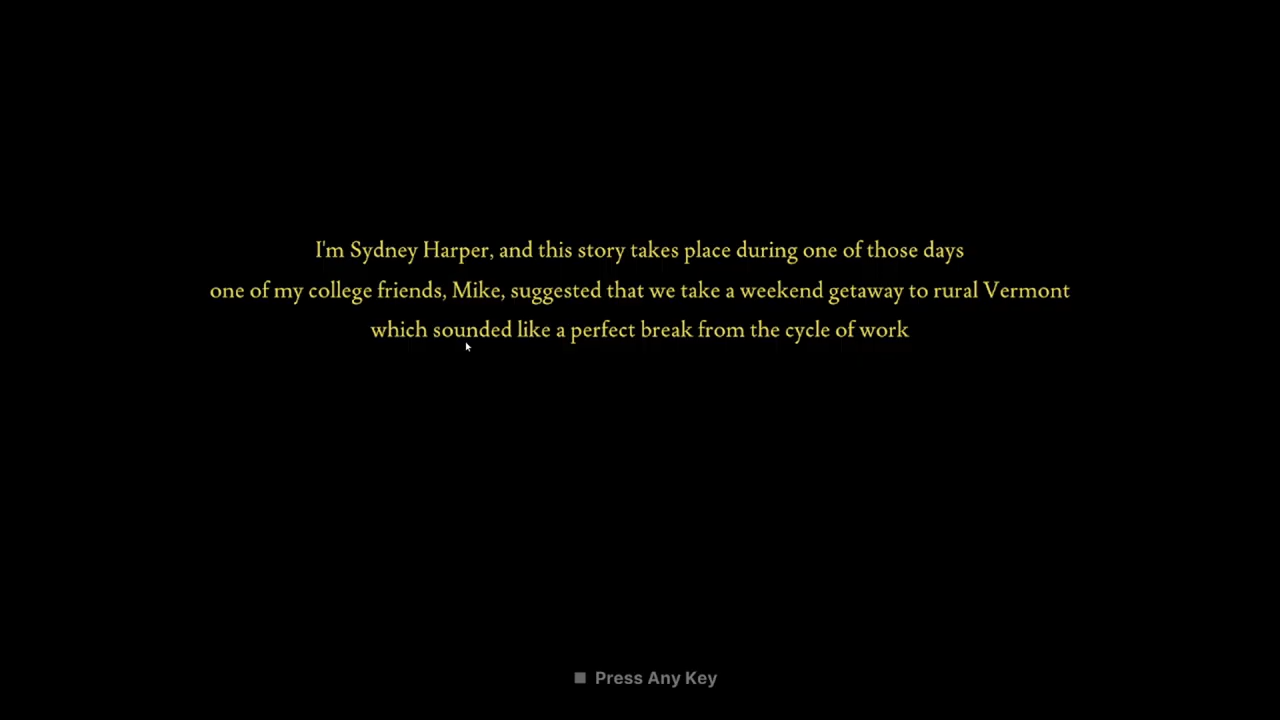 I'm Sydney Harper, and this story takes place during one of those days
one of my college friends, Mike, suggested that we take a weekend getaway to rural Vermont
which sounded like a perfect break from the cycle of work
Press Any Key